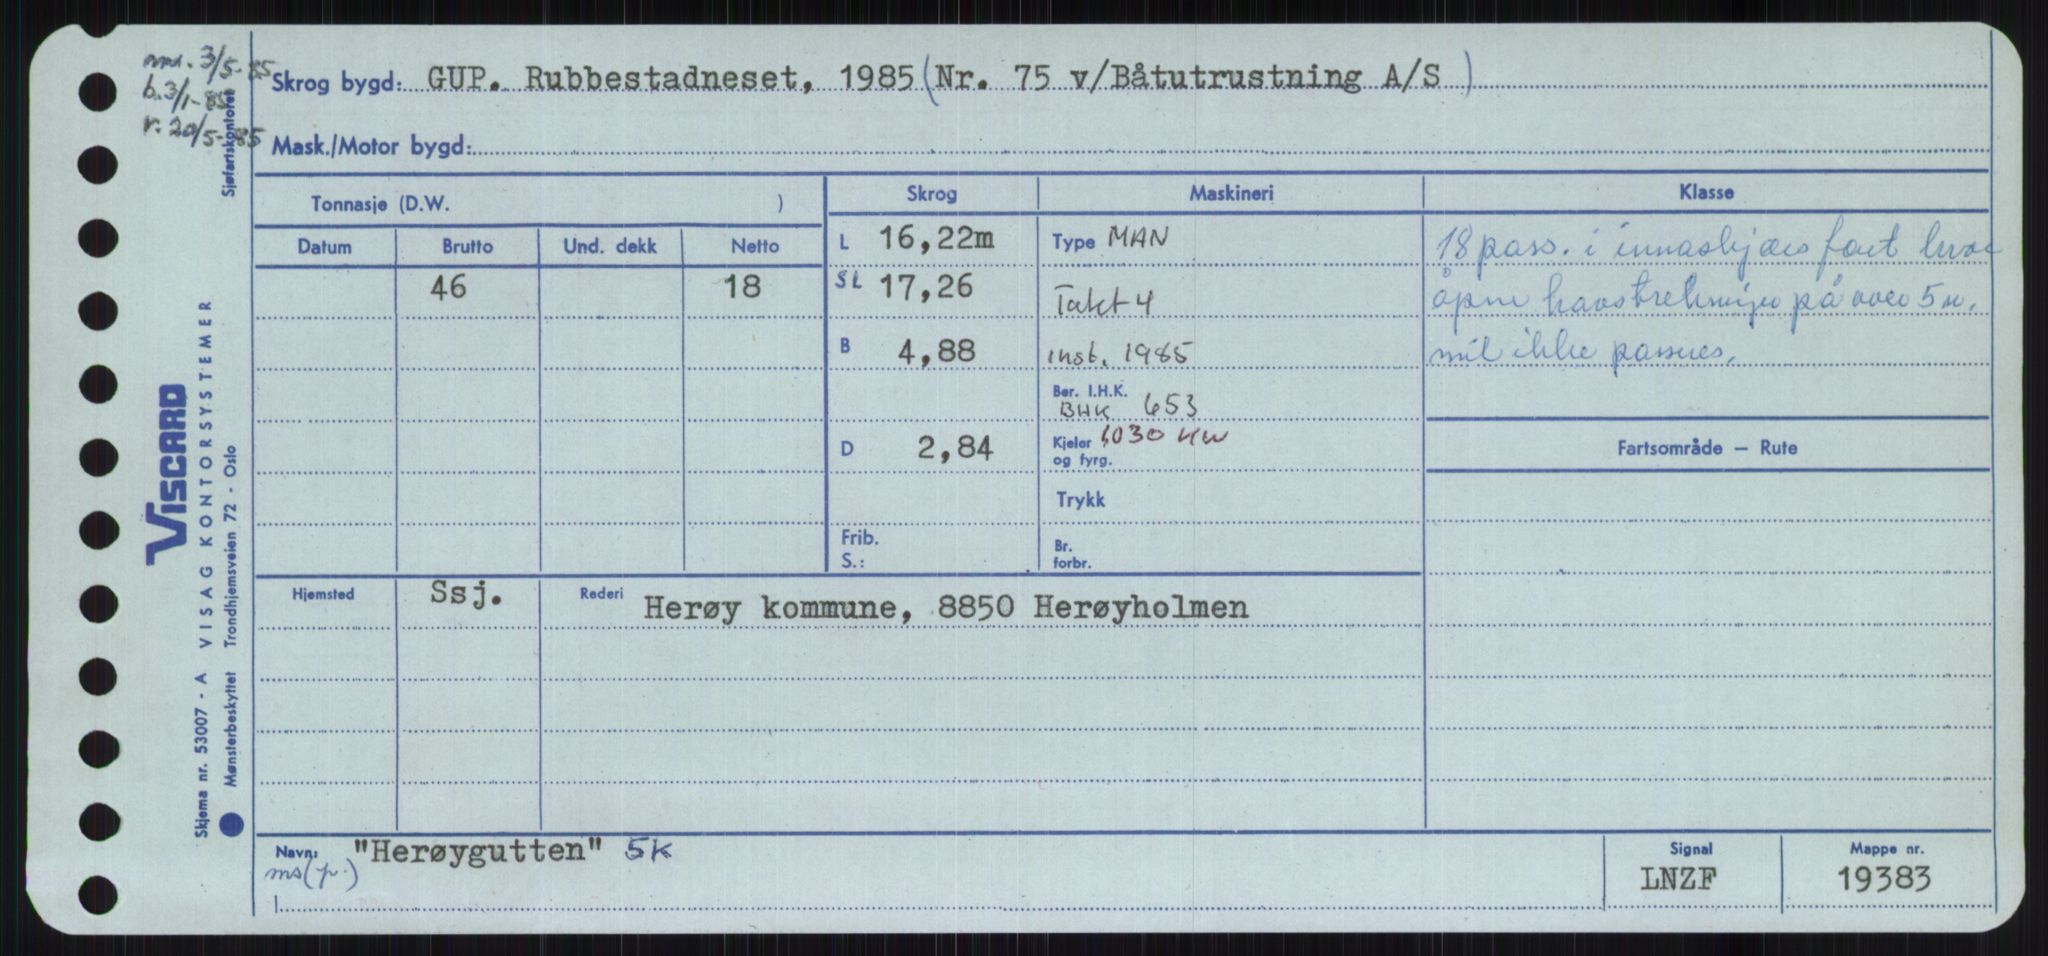 nm. 3/5-85
b. 3/1-85
r. 20/5-85
Sjøfartskontoret
Skrog bygd: GUP. Rubbestadneset, 1985 (Nr. 75 v/Båtutrustning A/S)
Mask./Motor bygd:
Tonnasje (D.W. )
Skrog
Maskineri
Klasse
Datum Brutto Und. dekk Netto
46 18
L 16,22m
SL 17,26
B 4,88
D 2,84
Frib.
S.:
Type MAN
Takt 4
inst. 1985
Ber. I.H.K.
BHK 653
Kjeler 1030 KW
og fyrg.
Trykk
Br.
forbr.
18 pass. i innaskjærs fart hvor
åpne havstrekninger på over 5 n.
mil ikke passeres.
Fartsområde — Rute
Hjemsted Ssj. Rederi Herøy kommune, 8850 Herøyholmen
Navn: "Herøygutten" 5K
ms (p.)
Signal
LNZF
Mappe nr.
19383
VISCARD
Skjema nr. 53007 - A VISAG KONTORSYSTEMER
Mønsterbeskyttet Trondhjemsveien 72 - Oslo